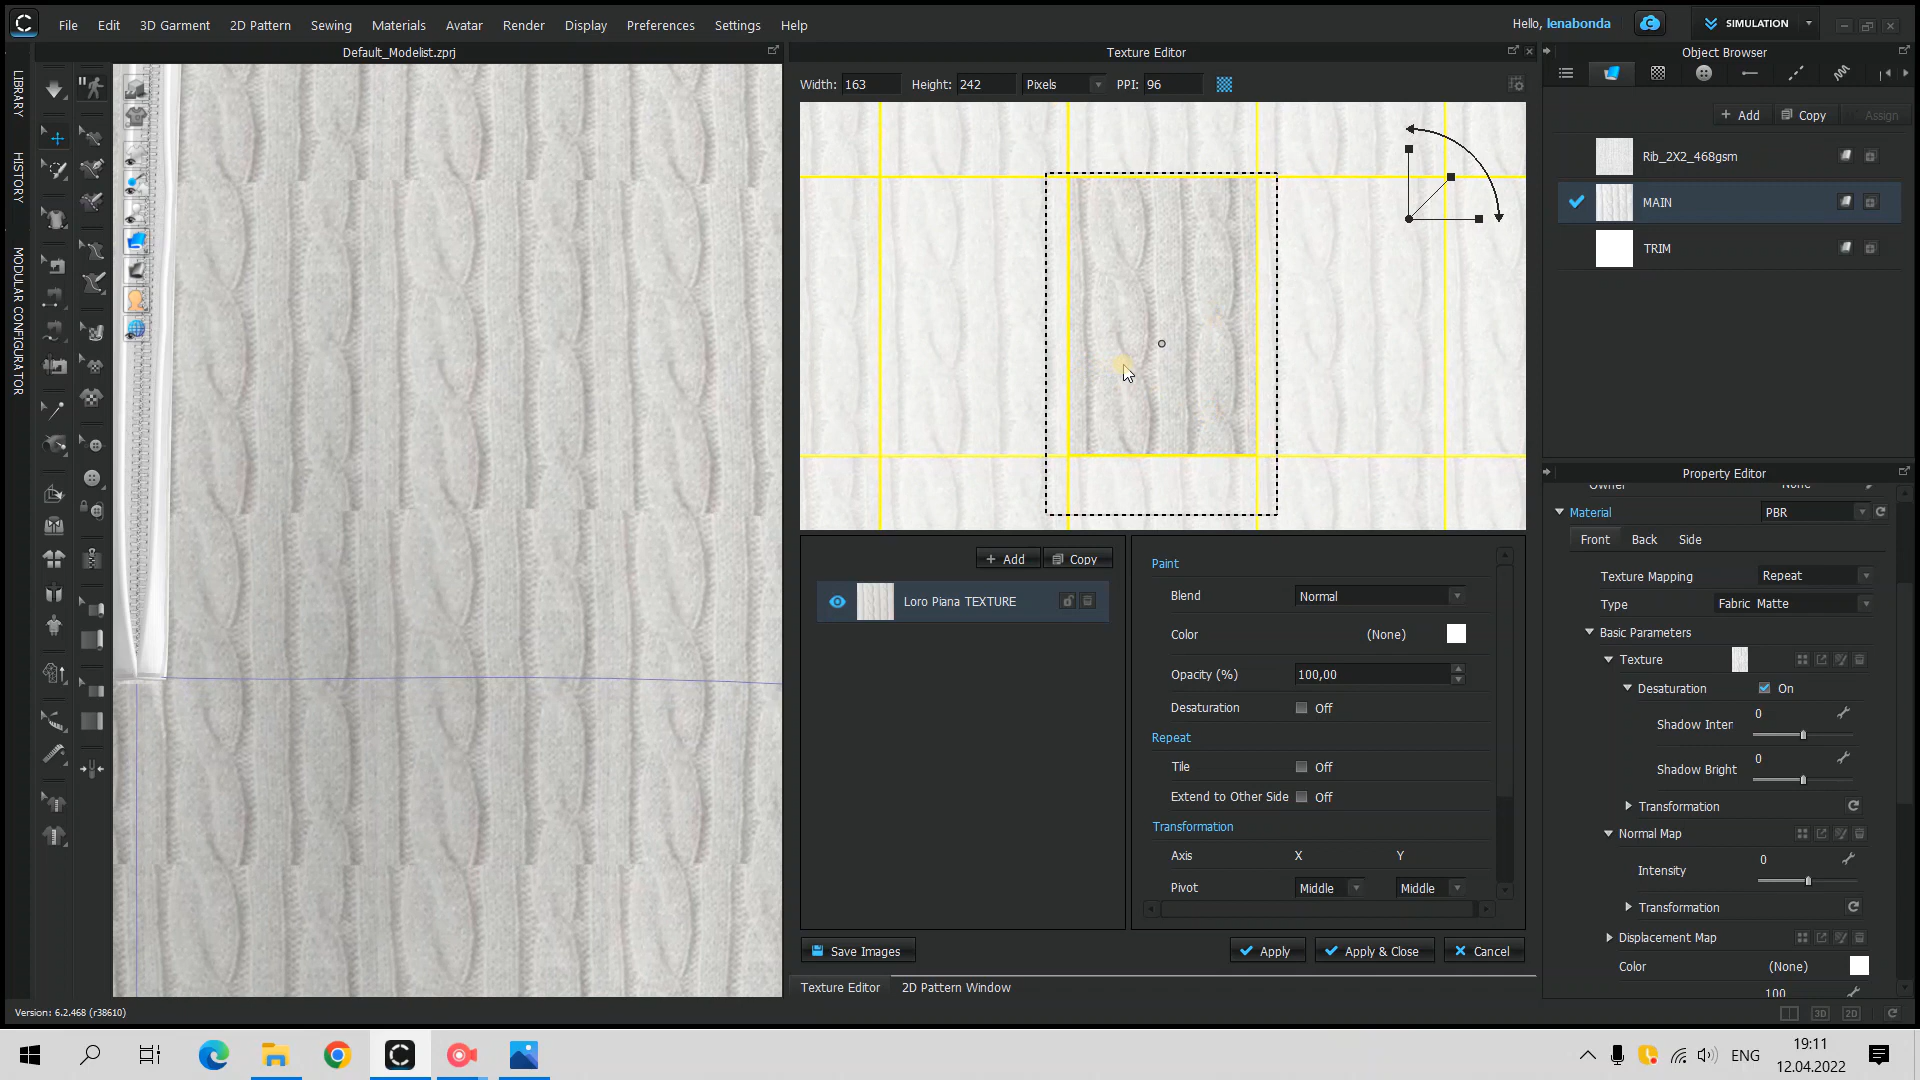 File Edit 3D Garment 2D Pattern Sewing Materials Avatar Render Display Preferences Settings Help
Hello, lenabonda
SIMULATION
Default_Modelist.zprj
Texture Editor
Object Browser
LIBRARY
HISTORY
MODULAR CONFIGURATOR
Width: 163 Height: 242 Pixels PPI: 96
+ Add Copy Assign
Rib_2X2_468gsm
MAIN
TRIM
Property Editor
Owner None
Material PBR
Front Back Side
Texture Mapping Repeat
Type Fabric Matte
Basic Parameters
Texture
Desaturation On
Shadow Inter 0
Shadow Bright 0
Transformation
Normal Map
Intensity 0
Transformation
Displacement Map
Color (None)
100
+ Add Copy
Loro Piana TEXTURE
Paint
Blend Normal
Color (None)
Opacity (%) 100,00
Desaturation Off
Repeat
Tile Off
Extend to Other Side Off
Transformation
Axis X Y
Pivot Middle Middle
Save Images Apply Apply & Close Cancel
Texture Editor 2D Pattern Window
Version: 6.2.468 (r38610)
3D 2D
ENG
19:11
12.04.2022